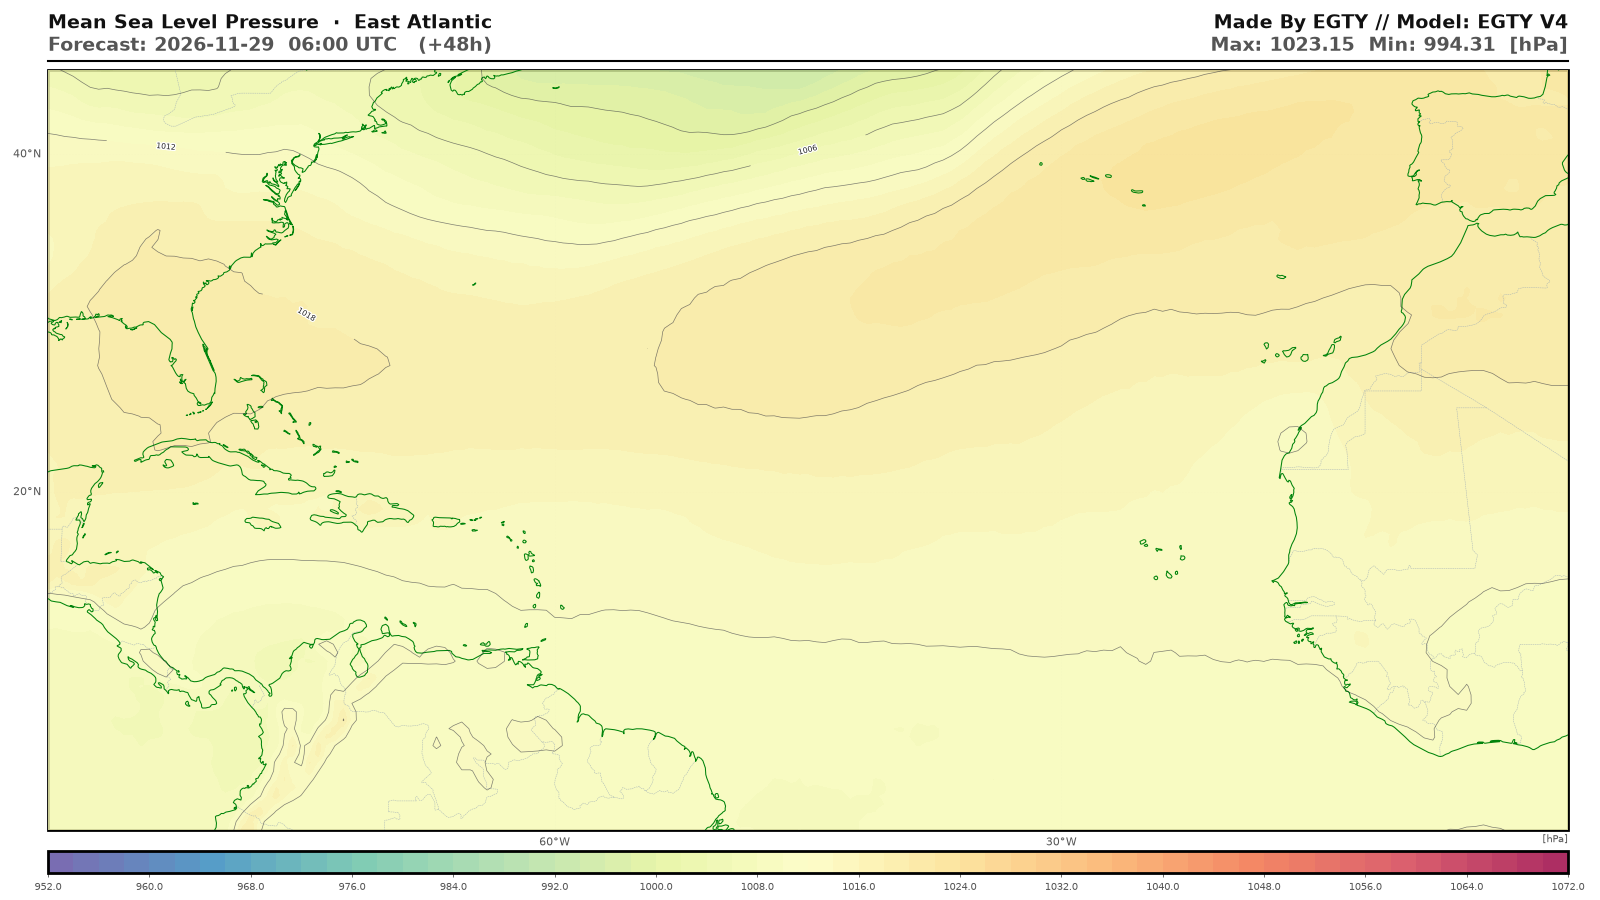 Mean Sea Level Pressure · East Atlantic
Made By EGTY // Model: EGTY V4
Forecast: 2026-11-29 06:00 UTC (+48h)
Max: 1023.15 Min: 994.31 [hPa]
40°N
1012
1006
1018
20°N
60°W
30°W
[hPa]
952.0 960.0 968.0 976.0 984.0 992.0 1000.0 1008.0 1016.0 1024.0 1032.0 1040.0 1048.0 1056.0 1064.0 1072.0